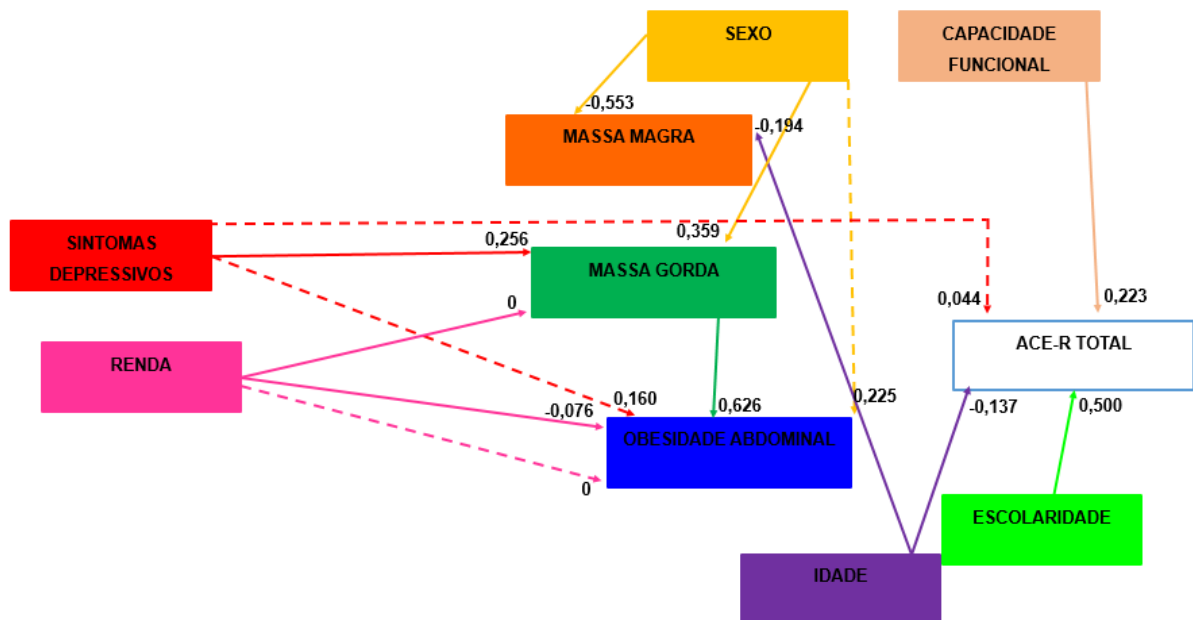 SEXO
CAPACIDADE
FUNCIONAL
-0,553
MASSA MAGRA
-0,194
SINTOMAS
DEPRESSIVOS
0,256
0,359
MASSA GORDA
0
0,044
0,223
RENDA
ACE-R TOTAL
-0,076
0,160
0,626
0,225
-0,137
0,500
OBESIDADE ABDOMINAL
0
ESCOLARIDADE
IDADE